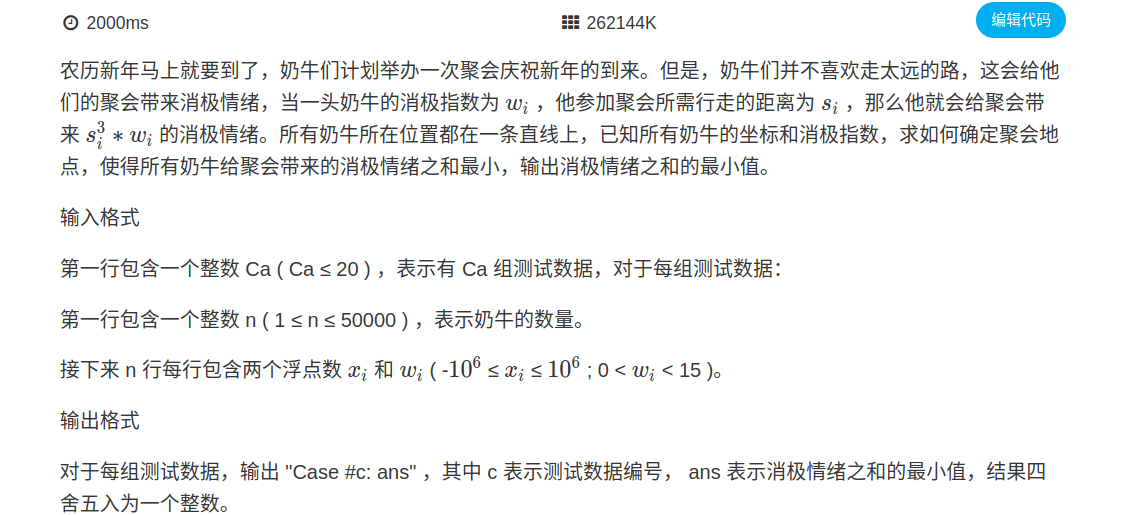 2000ms 262144K 编辑代码
农历新年马上就要到了，奶牛们计划举办一次聚会庆祝新年的到来。但是，奶牛们并不喜欢走太远的路，这会给他
们的聚会带来消极情绪，当一头奶牛的消极指数为 w_i ，他参加聚会所需行走的距离为 s_i ，那么他就会给聚会带
来 s_i^3 * w_i 的消极情绪。所有奶牛所在位置都在一条直线上，已知所有奶牛的坐标和消极指数，求如何确定聚会地
点，使得所有奶牛给聚会带来的消极情绪之和最小，输出消极情绪之和的最小值。
输入格式
第一行包含一个整数 Ca ( Ca ≤ 20 ) ，表示有 Ca 组测试数据，对于每组测试数据：
第一行包含一个整数 n ( 1 ≤ n ≤ 50000 ) ，表示奶牛的数量。
接下来 n 行每行包含两个浮点数 x_i 和 w_i ( -10^6 ≤ x_i ≤ 10^6 ; 0 < w_i < 15 )。
输出格式
对于每组测试数据，输出 "Case #c: ans" ，其中 c 表示测试数据编号， ans 表示消极情绪之和的最小值，结果四
舍五入为一个整数。